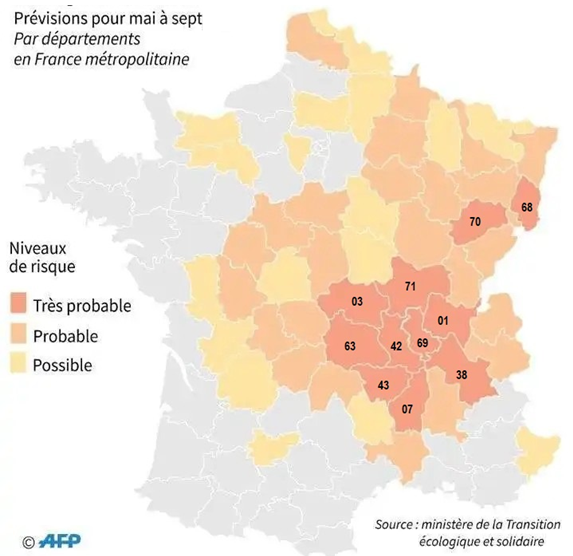 Prévisions pour mai à sept
Par départements
en France métropolitaine
68
70
71
03
01
63
42
69
38
43
07
Niveaux
de risque
Très probable
Probable
Possible
© AFP
Source : ministère de la Transition
écologique et solidaire